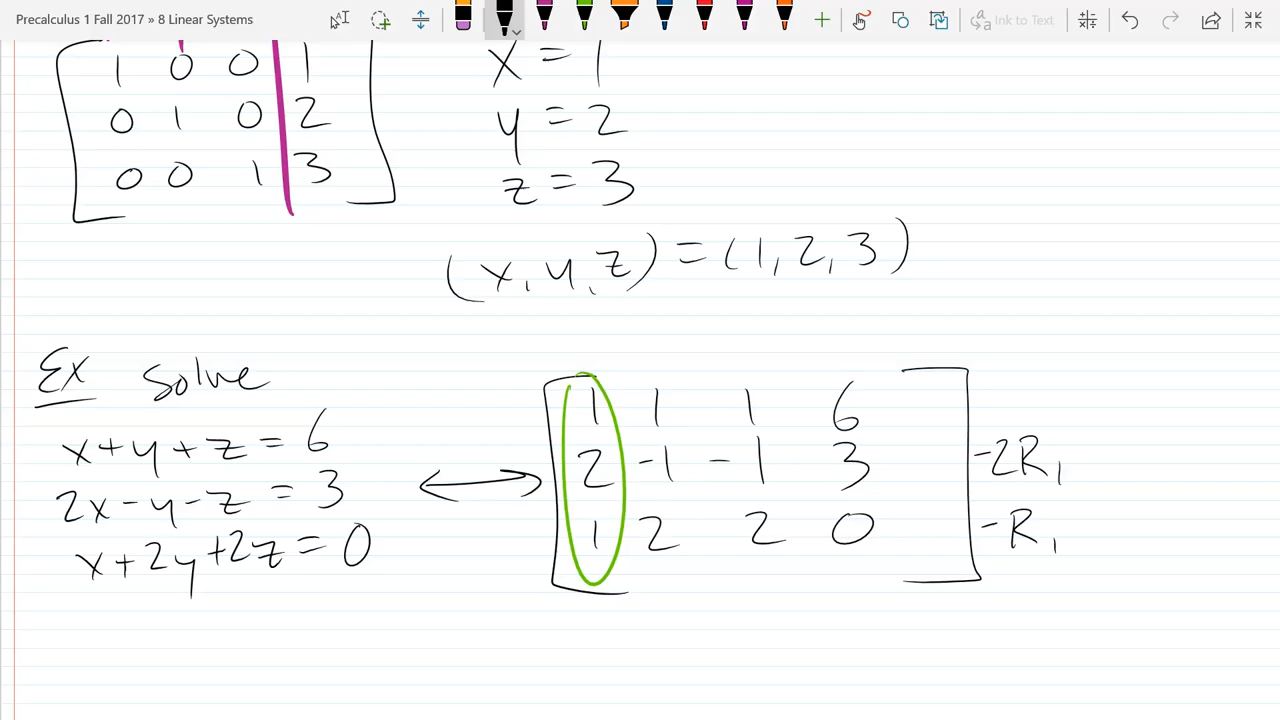 Precalculus 1 Fall 2017 » 8 Linear Systems
Ink to Text
1 0 0 1
0 1 0 2
0 0 1 3
x = 1
y = 2
z = 3
(x, y, z) = (1, 2, 3)
Ex solve
x+y+z = 6
2x-y-z = 3
x+2y+2z = 0
1 1 1 6
2 -1 -1 3 -2R₁
1 2 2 0 -R₁